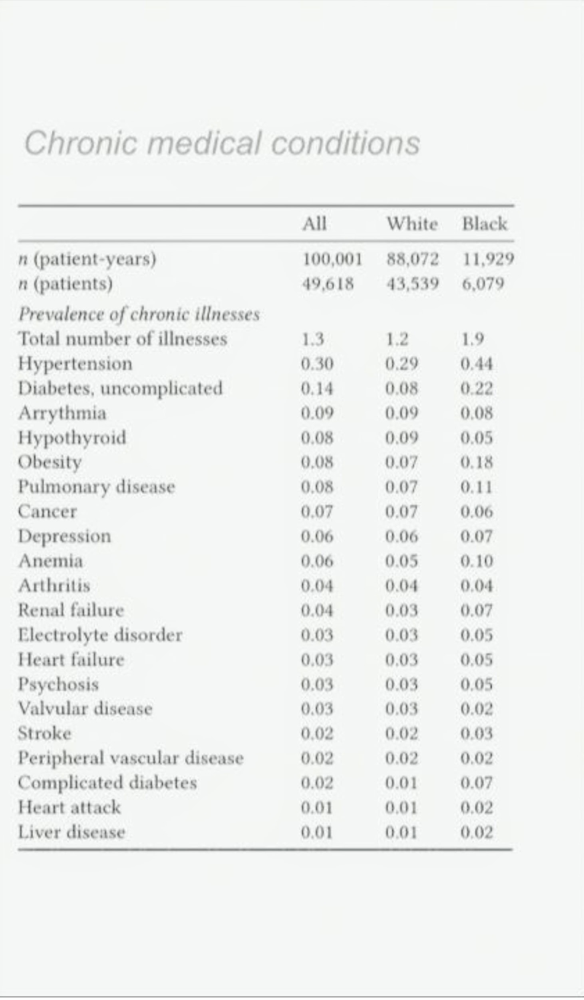 Chronic medical conditions
All White Black
n (patient-years) 100,001 88,072 11,929
n (patients) 49,618 43,539 6,079
Prevalence of chronic illnesses
Total number of illnesses 1.3 1.2 1.9
Hypertension 0.30 0.29 0.44
Diabetes, uncomplicated 0.14 0.08 0.22
Arrythmia 0.09 0.09 0.08
Hypothyroid 0.08 0.09 0.05
Obesity 0.08 0.07 0.18
Pulmonary disease 0.08 0.07 0.11
Cancer 0.07 0.07 0.06
Depression 0.06 0.06 0.07
Anemia 0.06 0.05 0.10
Arthritis 0.04 0.04 0.04
Renal failure 0.04 0.03 0.07
Electrolyte disorder 0.03 0.03 0.05
Heart failure 0.03 0.03 0.05
Psychosis 0.03 0.03 0.05
Valvular disease 0.03 0.03 0.02
Stroke 0.02 0.02 0.03
Peripheral vascular disease 0.02 0.02 0.02
Complicated diabetes 0.02 0.01 0.07
Heart attack 0.01 0.01 0.02
Liver disease 0.01 0.01 0.02